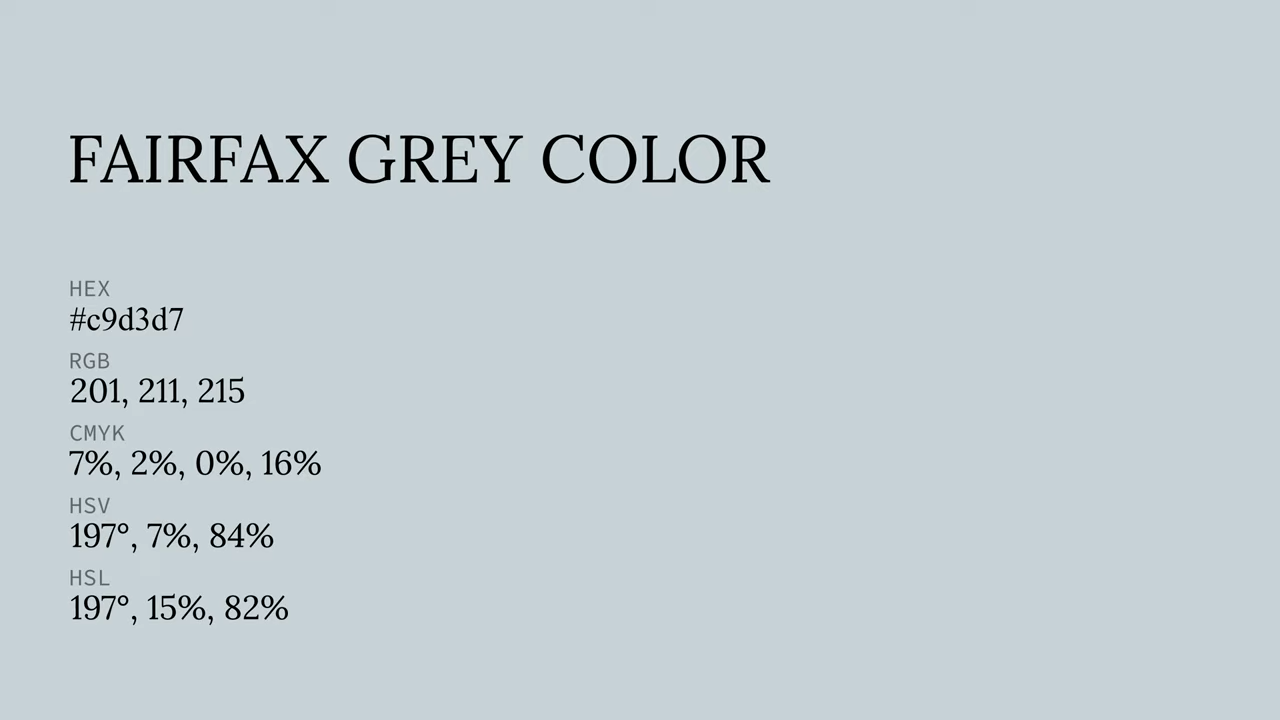 FAIRFAX GREY COLOR
HEX
#c9d3d7
RGB
201, 211, 215
CMYK
7%, 2%, 0%, 16%
HSV
197°, 7%, 84%
HSL
197°, 15%, 82%